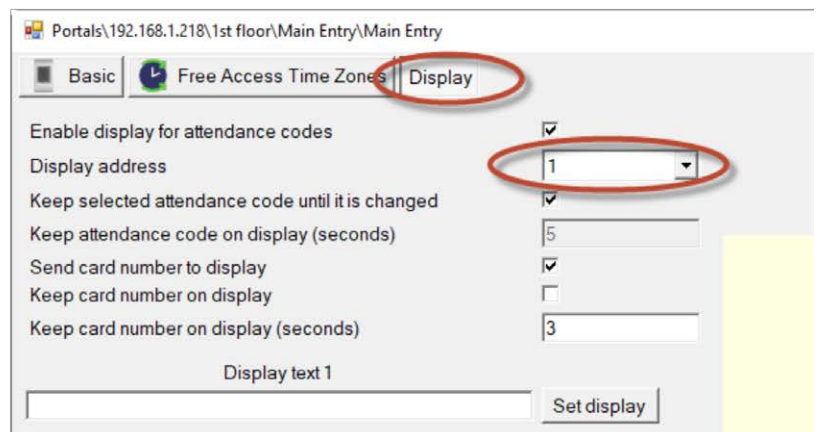 Portals\192.168.1.218\1st floor\Main Entry\Main Entry
Basic Free Access Time Zones Display
Enable display for attendance codes
Display address 1
Keep selected attendance code until it is changed
Keep attendance code on display (seconds) 5
Send card number to display
Keep card number on display
Keep card number on display (seconds) 3
Display text 1
Set display